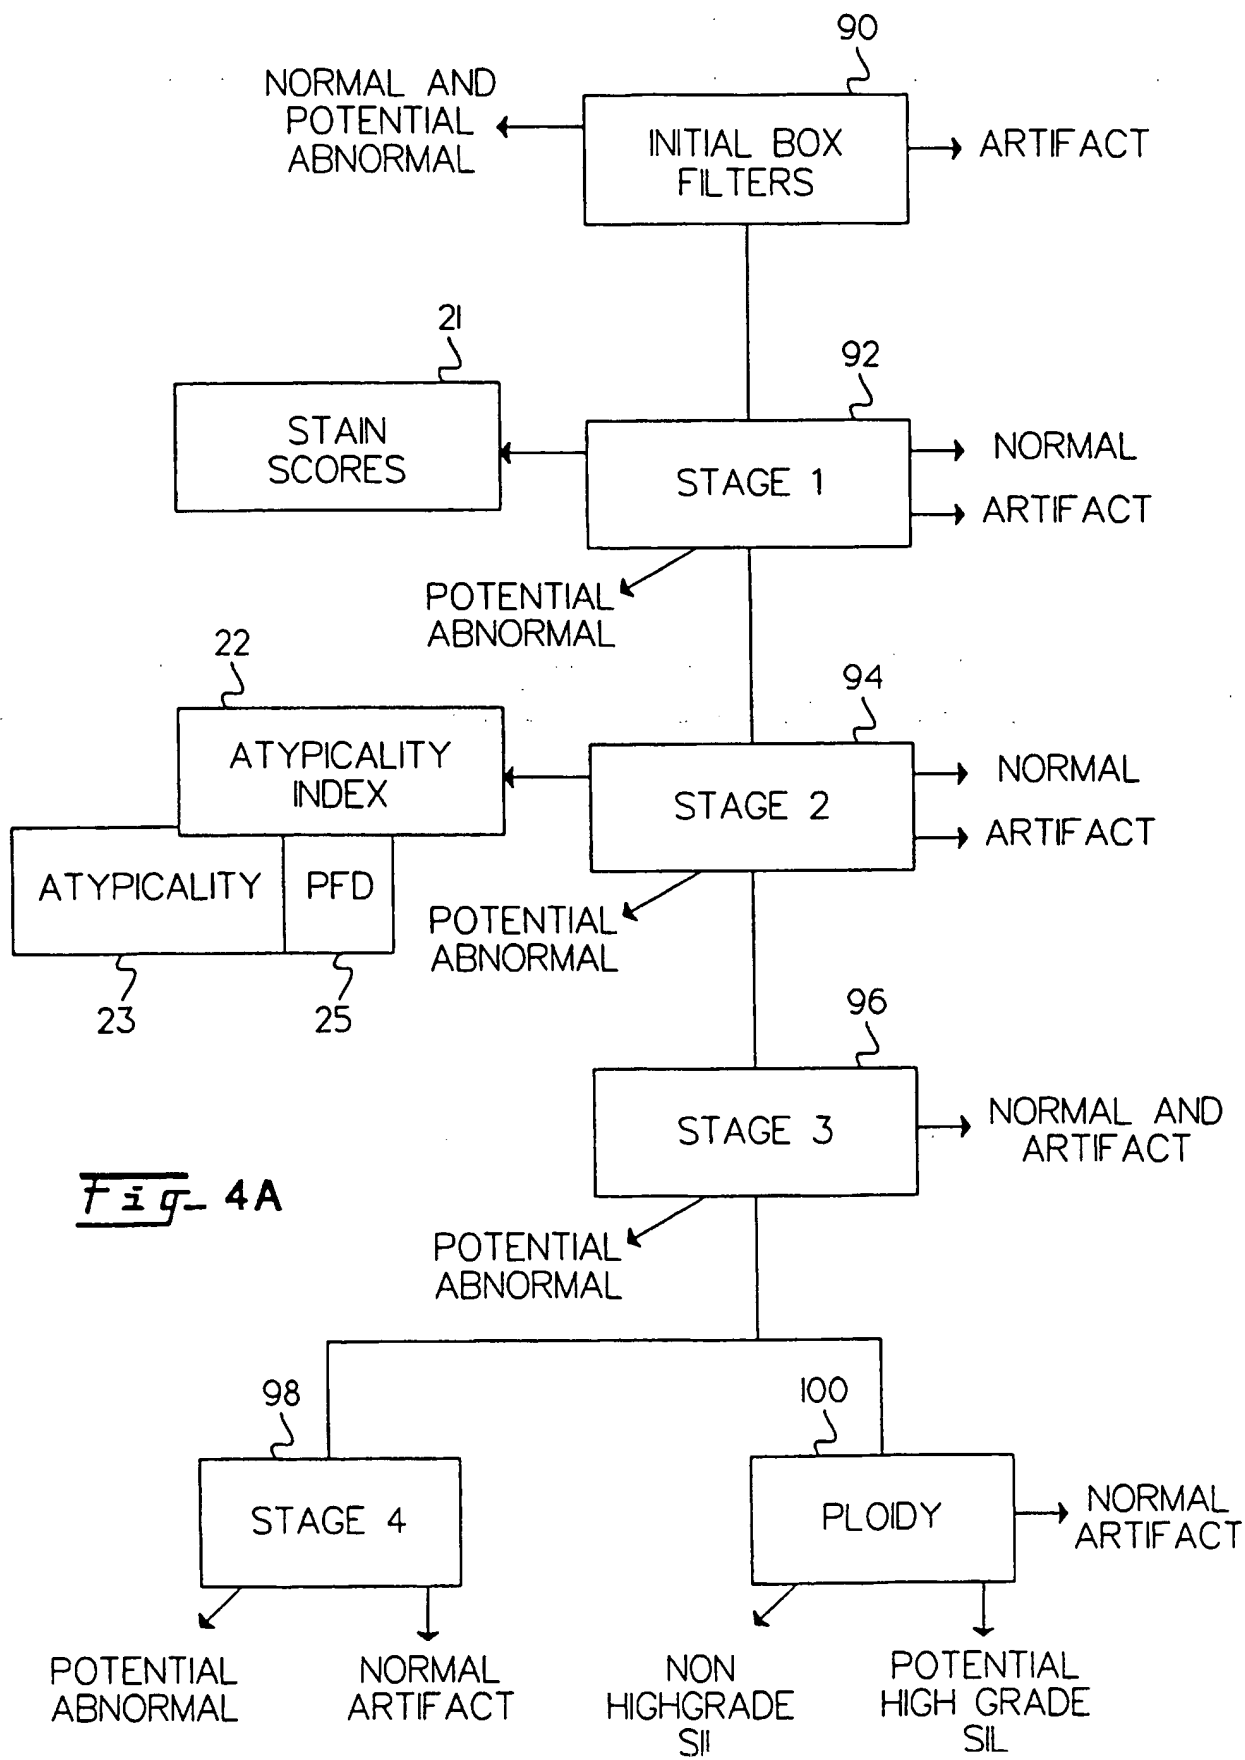 90
NORMAL AND
POTENTIAL
ABNORMAL
INITIAL BOX
FILTERS
ARTIFACT
21
STAIN
SCORES
92
STAGE 1
NORMAL
ARTIFACT
POTENTIAL
ABNORMAL
22
ATYPICALITY
INDEX
ATYPICALITY
PFD
23
25
94
STAGE 2
NORMAL
ARTIFACT
POTENTIAL
ABNORMAL
96
STAGE 3
NORMAL AND
ARTIFACT
POTENTIAL
ABNORMAL
Fig_ 4A
98
STAGE 4
POTENTIAL
ABNORMAL
NORMAL
ARTIFACT
100
PLOIDY
NORMAL
ARTIFACT
NON
HIGHGRADE
SII
POTENTIAL
HIGH GRADE
SIL